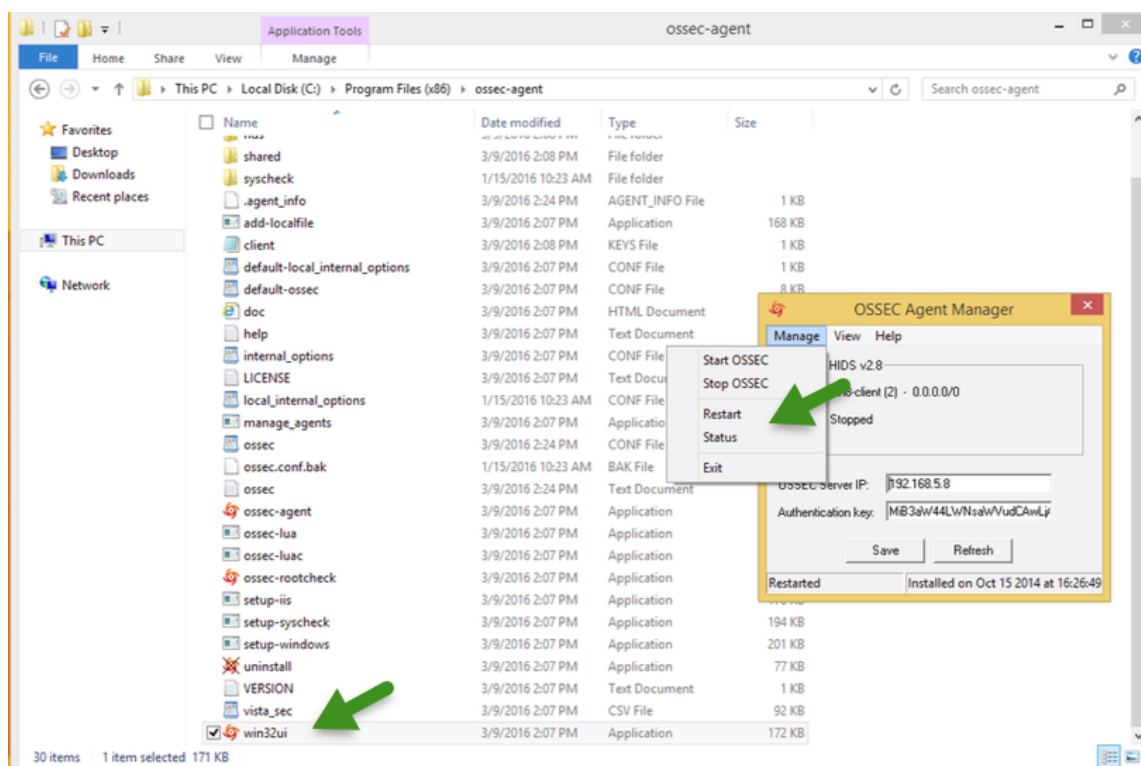 Application Tools
ossec-agent
File Home Share View Manage
This PC Local Disk (C:) Program Files (x86) ossec-agent
Search ossec-agent
Favorites
Desktop
Downloads
Recent places
This PC
Network
Name Date modified Type Size
shared 3/9/2016 2:08 PM File folder
syscheck 1/15/2016 10:23 AM File folder
.agent_info 3/9/2016 2:24 PM AGENT_INFO File 1 KB
add-localfile 3/9/2016 2:07 PM Application 168 KB
client 3/9/2016 2:08 PM KEYS File 1 KB
default-local_internal_options 3/9/2016 2:07 PM CONF File 1 KB
default-ossec 3/9/2016 2:07 PM CONF File 8 KB
doc 3/9/2016 2:07 PM HTML Document
help 3/9/2016 2:07 PM Text Document
internal_options 3/9/2016 2:07 PM CONF File
LICENSE 3/9/2016 2:07 PM Text
local_internal_options 1/15/2016 10:23 AM CONF File
manage_agents 3/9/2016 2:07 PM
ossec 3/9/2016 2:24 PM CONF File
ossec.conf.bak 1/15/2016 10:23 AM BAK File
ossec 3/9/2016 2:24 PM Text Document
ossec-agent 3/9/2016 2:07 PM Application
ossec-lua 3/9/2016 2:07 PM Application
ossec-luac 3/9/2016 2:07 PM Application
ossec-rootcheck 3/9/2016 2:07 PM Application
setup-iis 3/9/2016 2:07 PM Application
setup-syscheck 3/9/2016 2:07 PM Application 194 KB
setup-windows 3/9/2016 2:07 PM Application 201 KB
uninstall 3/9/2016 2:07 PM Application 77 KB
VERSION 3/9/2016 2:07 PM Text Document 1 KB
vista_sec 3/9/2016 2:07 PM CSV File 92 KB
win32ui 3/9/2016 2:07 PM Application 172 KB
30 items 1 item selected 171 KB
OSSEC Agent Manager
Manage View Help
Start OSSEC
Stop OSSEC
Restart
Status
Exit
HIDS v2.8
-client (2) - 0.0.0.0/0
Stopped
OSSEC Server IP: 192.168.5.8
Authentication key: MiB3aW44LWNsaWVudCAwLj
Save Refresh
Restarted Installed on Oct 15 2014 at 16:26:49